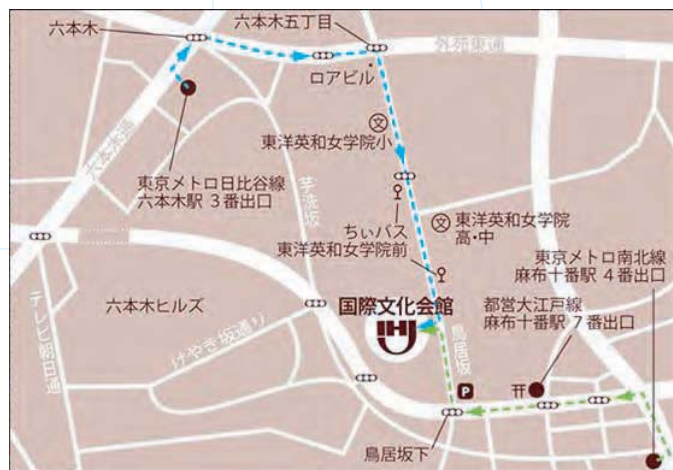 六本木
六本木五丁目
外苑東通
ロアビル
六本木通
文
東洋英和女学院小
東京メトロ日比谷線
六本木駅 3番出口
芋洗坂
ちぃバス
東洋英和女学院前
文
東洋英和女学院
高・中
東京メトロ南北線
麻布十番駅 4番出口
都営大江戸線
麻布十番駅 7番出口
六本木ヒルズ
国際文化会館
IHJ
鳥居坂
テレビ朝日通
けやき坂通り
P
鳥居坂下